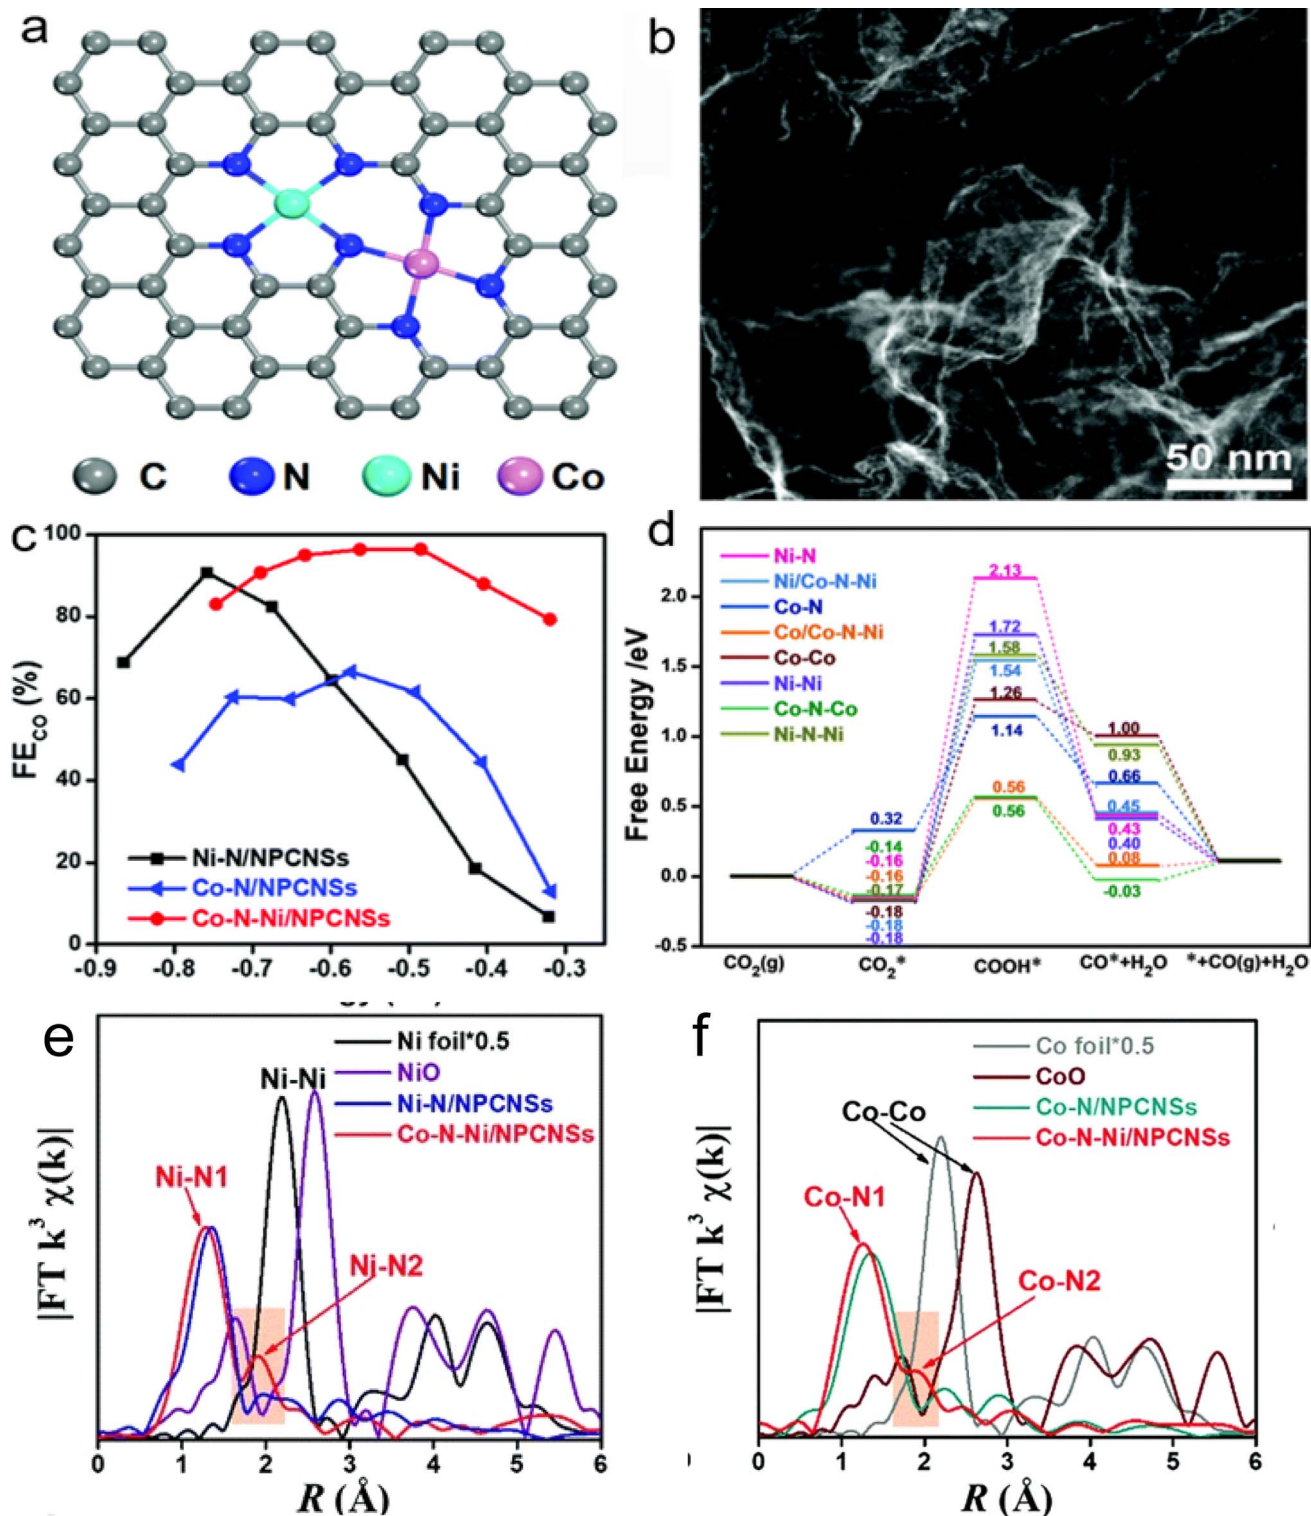 a
C N Ni Co
b
50 nm
c
FE_CO (%)
100
80
60
40
20
0
Ni-N/NPCNSs
Co-N/NPCNSs
Co-N-Ni/NPCNSs
-0.9 -0.8 -0.7 -0.6 -0.5 -0.4 -0.3
d
Free Energy /eV
2.0
1.5
1.0
0.5
0.0
-0.5
Ni-N
Ni/Co-N-Ni
Co-N
Co/Co-N-Ni
Co-Co
Ni-Ni
Co-N-Co
Ni-N-Ni
0.32
-0.14
-0.16
-0.16
-0.17
-0.18
-0.18
-0.18
2.13
1.72
1.58
1.54
1.26
1.14
0.56
0.56
1.00
0.93
0.66
0.45
0.43
0.40
0.08
-0.03
CO₂(g) CO₂* COOH* CO*+H₂O *+CO(g)+H₂O
e
|FT k³ χ(k)|
Ni foil*0.5
NiO
Ni-N/NPCNSs
Co-N-Ni/NPCNSs
Ni-Ni
Ni-N1
Ni-N2
0 1 2 3 4 5 6
R (Å)
f
|FT k³ χ(k)|
Co foil*0.5
CoO
Co-N/NPCNSs
Co-N-Ni/NPCNSs
Co-Co
Co-N1
Co-N2
0 1 2 3 4 5 6
R (Å)